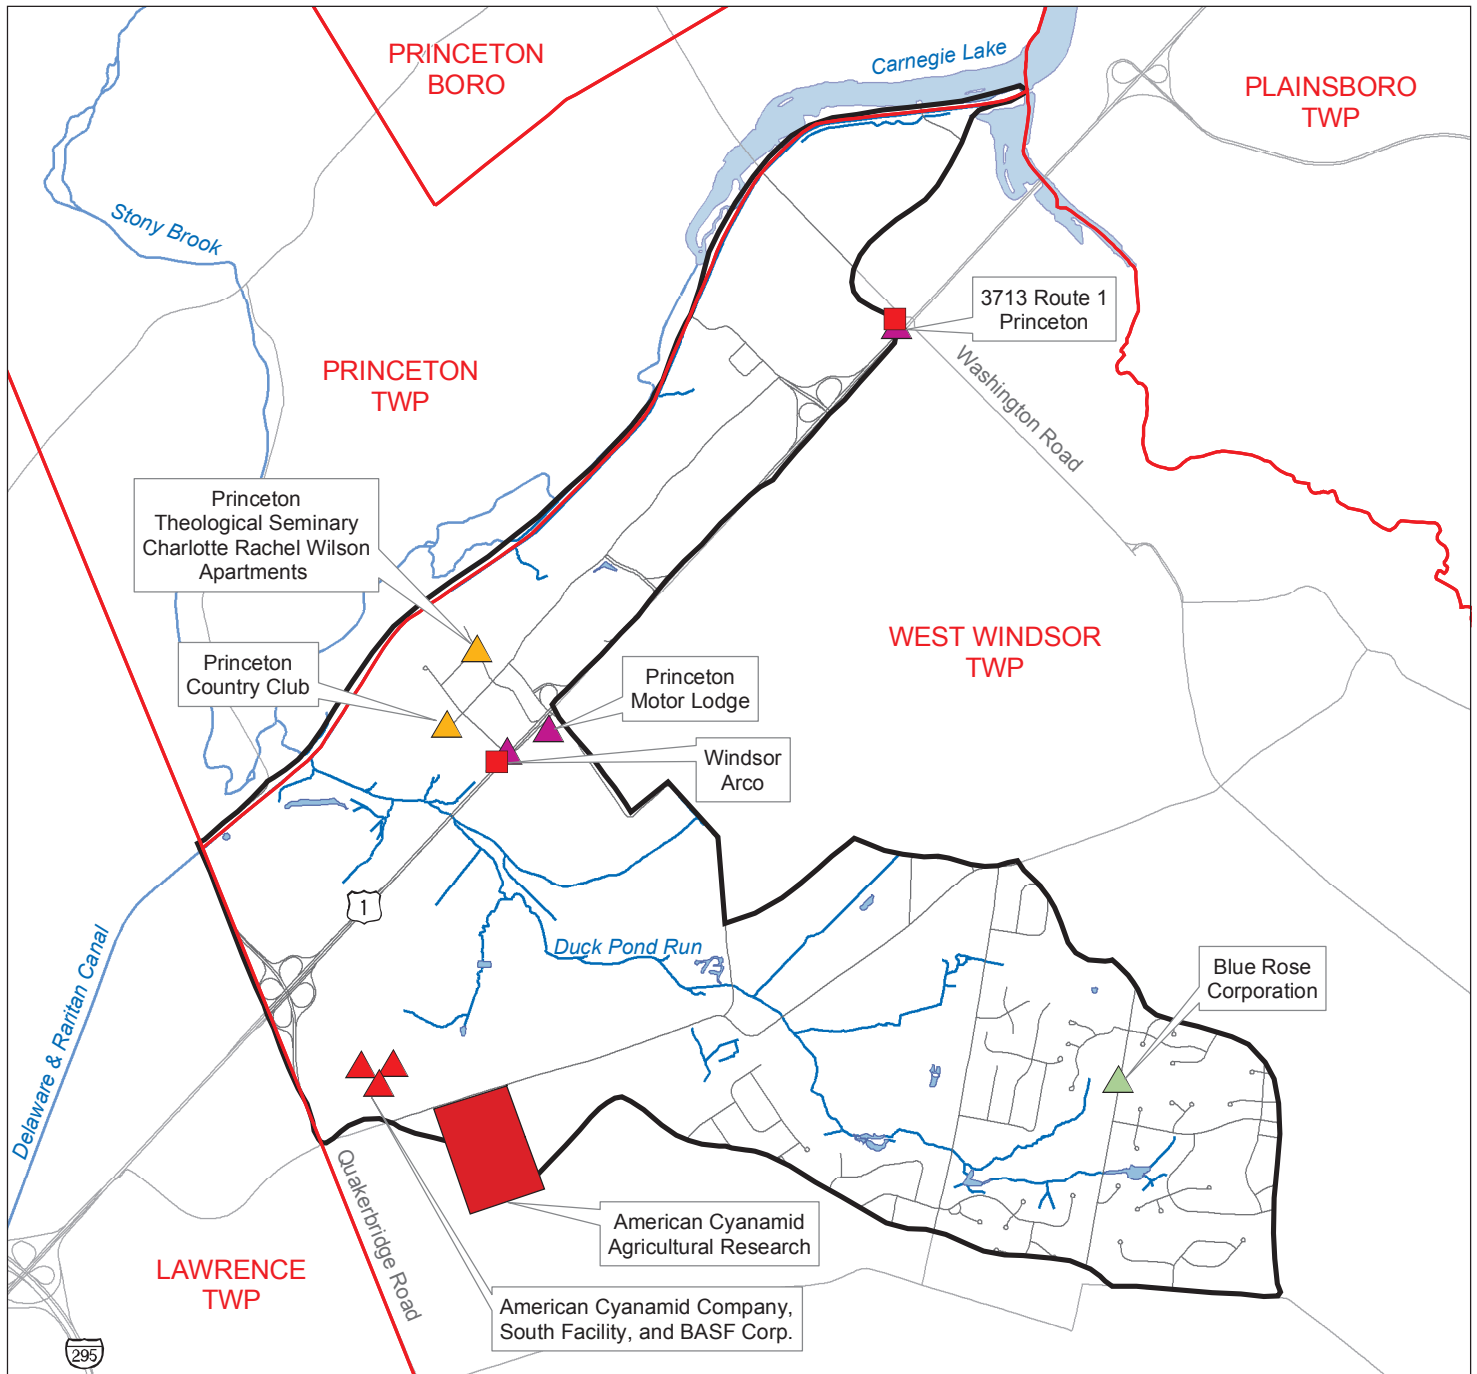 PRINCETON
BORO
Carnegie Lake
PLAINSBORO
TWP
Stony Brook
3713 Route 1
Princeton
Washington Road
PRINCETON
TWP
Princeton
Theological Seminary
Charlotte Rachel Wilson
Apartments
WEST WINDSOR
TWP
Princeton
Country Club
Princeton
Motor Lodge
Windsor
Arco
1
Duck Pond Run
Delaware & Raritan Canal
Blue Rose
Corporation
Quakerbridge Road
American Cyanamid
Agricultural Research
LAWRENCE
TWP
American Cyanamid Company,
South Facility, and BASF Corp.
295